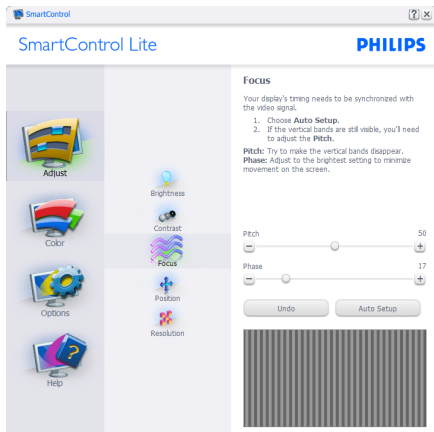 SmartControl
SmartControl Lite
PHILIPS
Adjust
Color
Options
Help
Brightness
Contrast
Focus
Position
Resolution
Focus
Your display's timing needs to be synchronized with
the video signal.
1. Choose Auto Setup.
2. If the vertical bands are still visible, you'll need
to adjust the Pitch.
Pitch: Try to make the vertical bands disappear.
Phase: Adjust to the brightest setting to minimize
movement on the screen.
Pitch 50
Phase 17
Undo Auto Setup